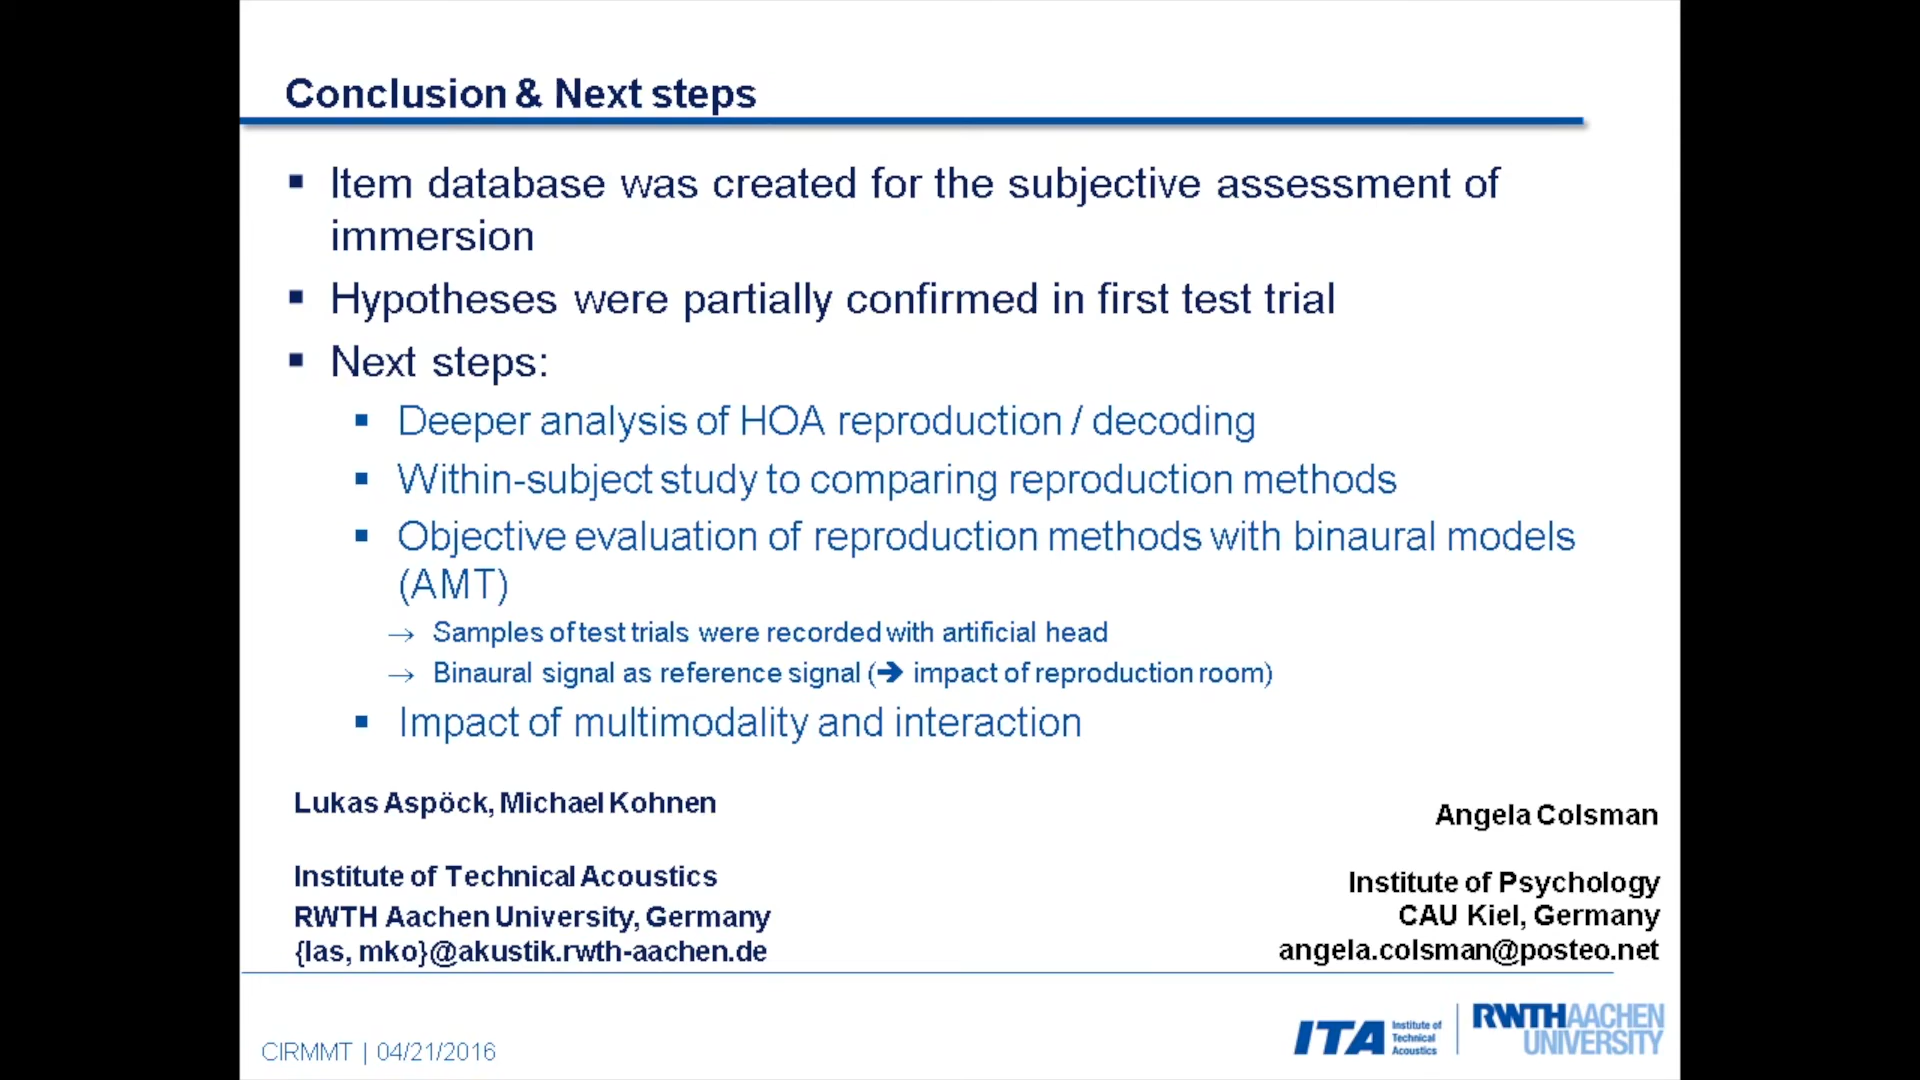 Conclusion & Next steps
▪ Item database was created for the subjective assessment of
immersion
▪ Hypotheses were partially confirmed in first test trial
▪ Next steps:
▪ Deeper analysis of HOA reproduction / decoding
▪ Within-subject study to comparing reproduction methods
▪ Objective evaluation of reproduction methods with binaural models
(AMT)
→ Samples of test trials were recorded with artificial head
→ Binaural signal as reference signal (➔ impact of reproduction room)
▪ Impact of multimodality and interaction
Lukas Aspöck, Michael Kohnen
Institute of Technical Acoustics
RWTH Aachen University, Germany
{las, mko}@akustik.rwth-aachen.de
Angela Colsman
Institute of Psychology
CAU Kiel, Germany
angela.colsman@posteo.net
CIRMMT | 04/21/2016
ITA
Institute of
Technical
Acoustics
RWTHAACHEN
UNIVERSITY